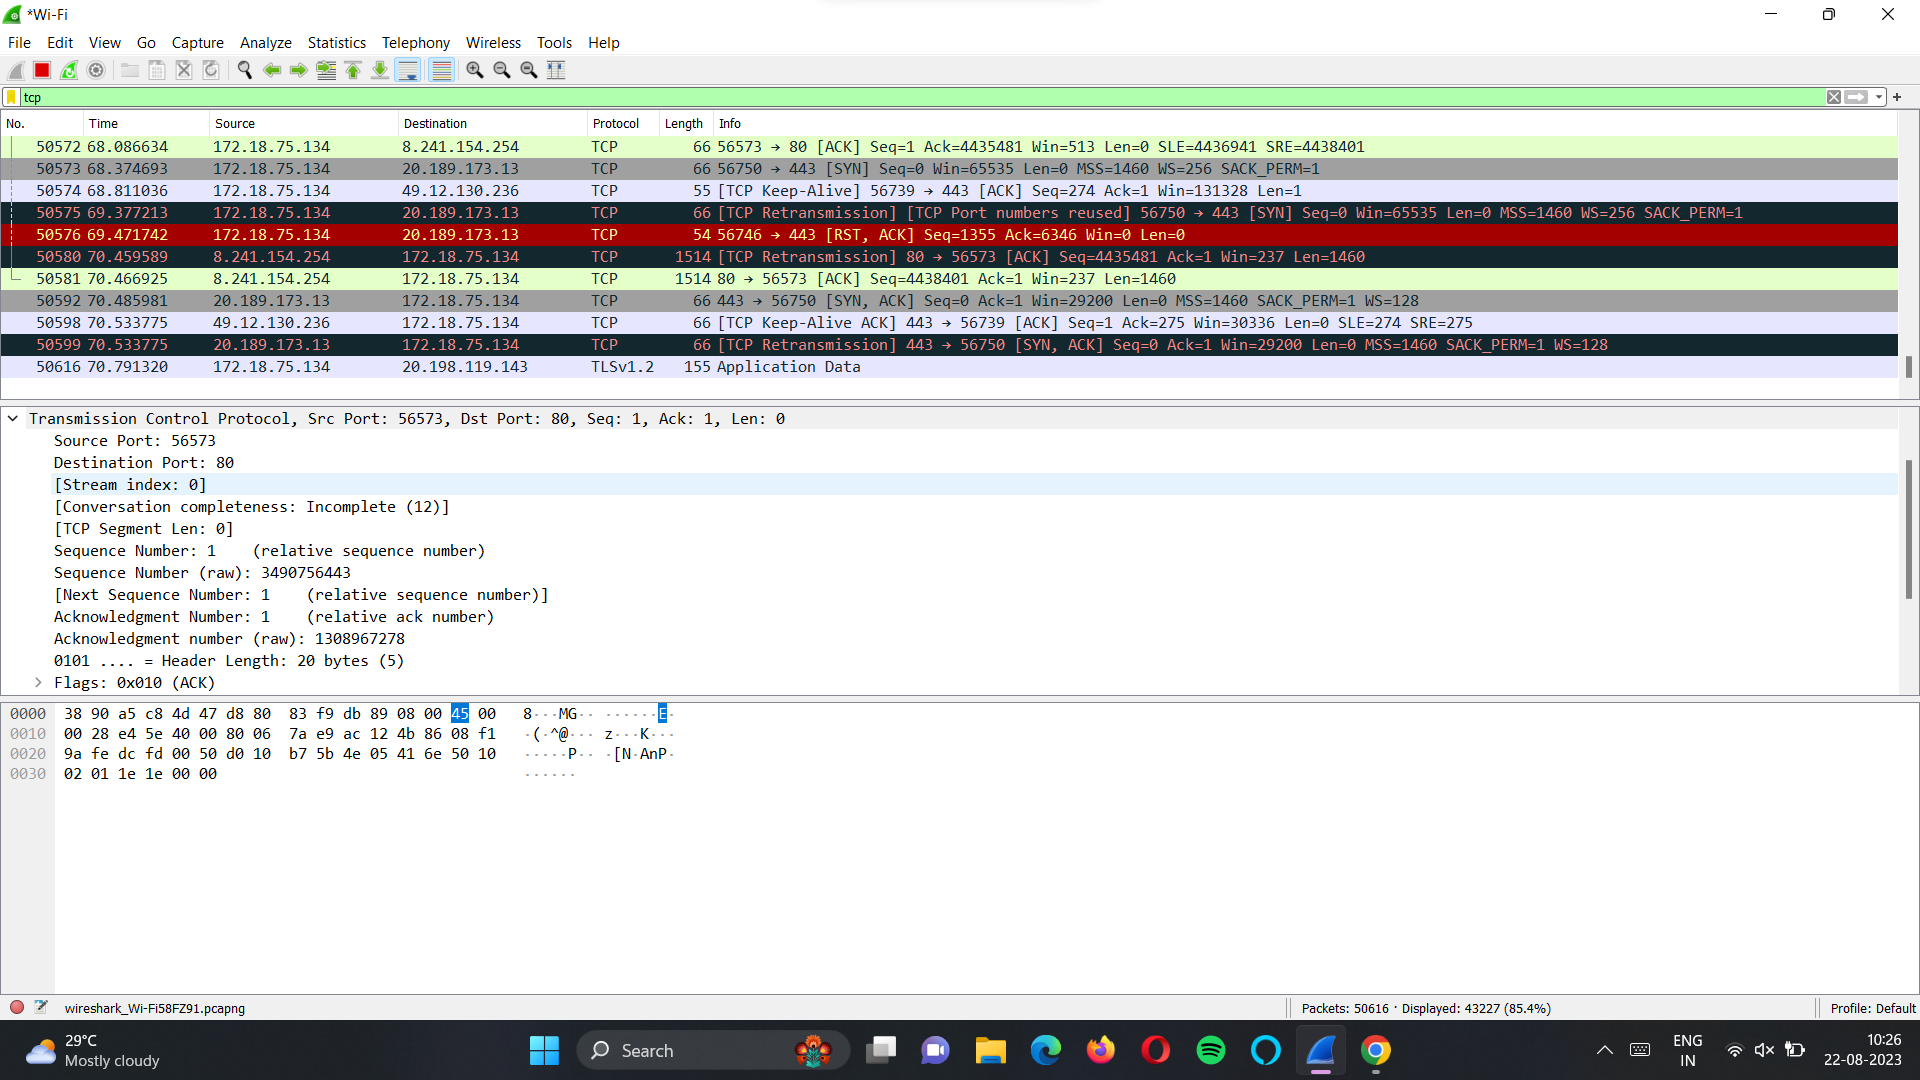 *Wi-Fi
File Edit View Go Capture Analyze Statistics Telephony Wireless Tools Help
tcp
No. Time Source Destination Protocol Length Info
50572 68.086634 172.18.75.134 8.241.154.254 TCP 66 56573 → 80 [ACK] Seq=1 Ack=4435481 Win=513 Len=0 SLE=4436941 SRE=4438401
50573 68.374693 172.18.75.134 20.189.173.13 TCP 66 56750 → 443 [SYN] Seq=0 Win=65535 Len=0 MSS=1460 WS=256 SACK_PERM=1
50574 68.811036 172.18.75.134 49.12.130.236 TCP 55 [TCP Keep-Alive] 56739 → 443 [ACK] Seq=274 Ack=1 Win=131328 Len=1
50575 69.377213 172.18.75.134 20.189.173.13 TCP 66 [TCP Retransmission] [TCP Port numbers reused] 56750 → 443 [SYN] Seq=0 Win=65535 Len=0 MSS=1460 WS=256 SACK_PERM=1
50576 69.471742 172.18.75.134 20.189.173.13 TCP 54 56746 → 443 [RST, ACK] Seq=1355 Ack=6346 Win=0 Len=0
50580 70.459589 8.241.154.254 172.18.75.134 TCP 1514 [TCP Retransmission] 80 → 56573 [ACK] Seq=4435481 Ack=1 Win=237 Len=1460
50581 70.466925 8.241.154.254 172.18.75.134 TCP 1514 80 → 56573 [ACK] Seq=4438401 Ack=1 Win=237 Len=1460
50592 70.485981 20.189.173.13 172.18.75.134 TCP 66 443 → 56750 [SYN, ACK] Seq=0 Ack=1 Win=29200 Len=0 MSS=1460 SACK_PERM=1 WS=128
50598 70.533775 49.12.130.236 172.18.75.134 TCP 66 [TCP Keep-Alive ACK] 443 → 56739 [ACK] Seq=1 Ack=275 Win=30336 Len=0 SLE=274 SRE=275
50599 70.533775 20.189.173.13 172.18.75.134 TCP 66 [TCP Retransmission] 443 → 56750 [SYN, ACK] Seq=0 Ack=1 Win=29200 Len=0 MSS=1460 SACK_PERM=1 WS=128
50616 70.791320 172.18.75.134 20.198.119.143 TLSv1.2 155 Application Data
Transmission Control Protocol, Src Port: 56573, Dst Port: 80, Seq: 1, Ack: 1, Len: 0
Source Port: 56573
Destination Port: 80
[Stream index: 0]
[Conversation completeness: Incomplete (12)]
[TCP Segment Len: 0]
Sequence Number: 1 (relative sequence number)
Sequence Number (raw): 3490756443
[Next Sequence Number: 1 (relative sequence number)]
Acknowledgment Number: 1 (relative ack number)
Acknowledgment number (raw): 1308967278
0101 .... = Header Length: 20 bytes (5)
Flags: 0x010 (ACK)
0000 38 90 a5 c8 4d 47 d8 80 83 f9 db 89 08 00 45 00 8···MG·· ······E·
0010 00 28 e4 5e 40 00 80 06 7a e9 ac 12 4b 86 08 f1 ·(·^@··· z···K···
0020 9a fe dc fd 00 50 d0 10 b7 5b 4e 05 41 6e 50 10 ·····P·· ·[N·AnP·
0030 02 01 1e 1e 00 00 ······
wireshark_Wi-Fi58FZ91.pcapng
Packets: 50616 · Displayed: 43227 (85.4%)
Profile: Default
29°C
Mostly cloudy
Search
ENG
IN
10:26
22-08-2023